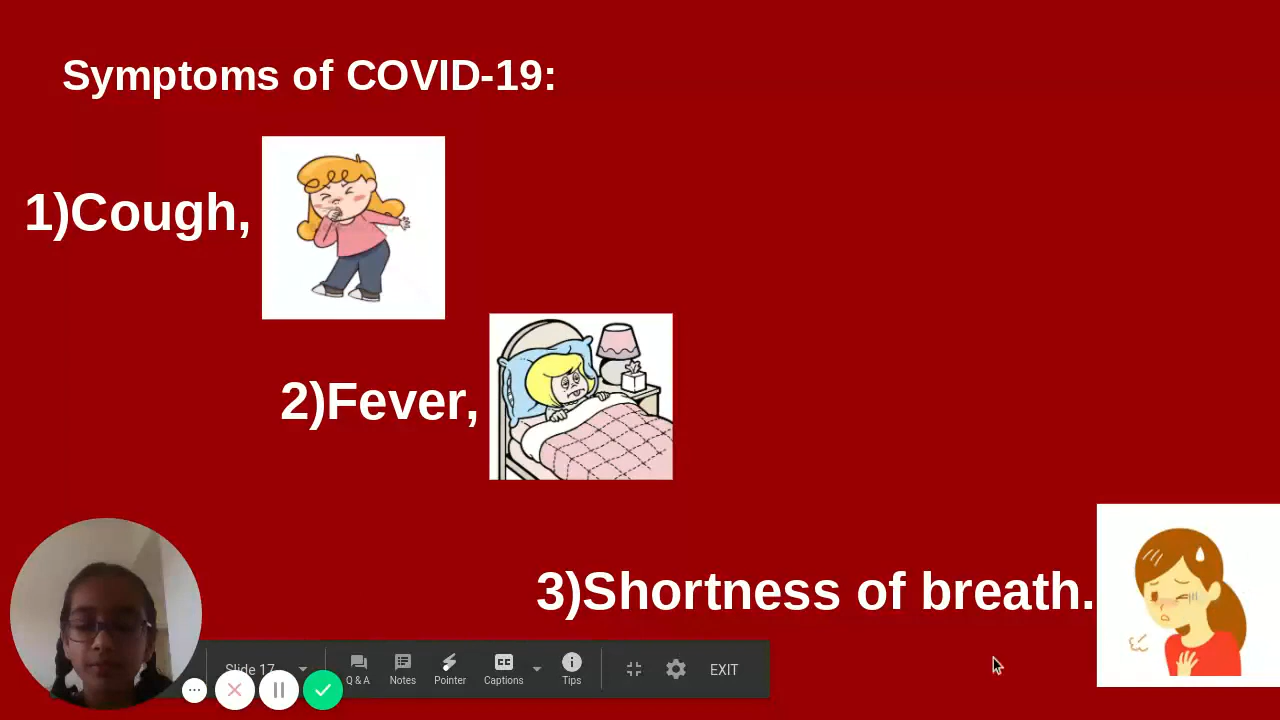 Symptoms of COVID-19:
1)Cough,
2)Fever,
3)Shortness of breath.
Slide 17
Q & A
Notes
Pointer
Captions
Tips
EXIT